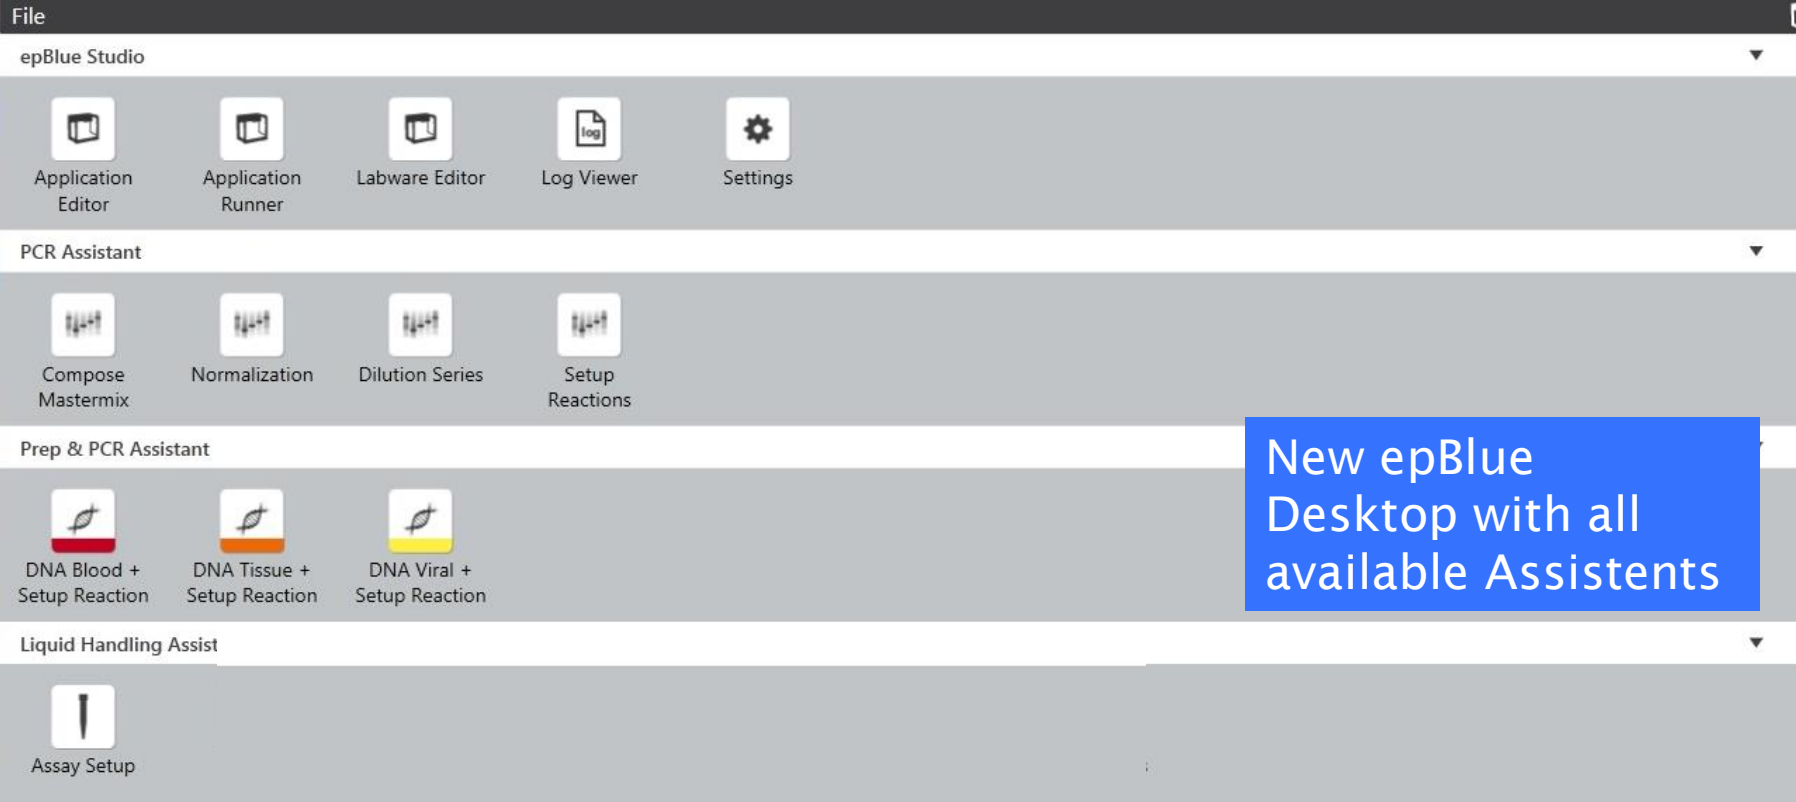 File
epBlue Studio
Application
Editor
Application
Runner
Labware Editor
log
Log Viewer
Settings
PCR Assistant
Compose
Mastermix
Normalization
Dilution Series
Setup
Reactions
Prep & PCR Assistant
DNA Blood +
Setup Reaction
DNA Tissue +
Setup Reaction
DNA Viral +
Setup Reaction
New epBlue
Desktop with all
available Assistents
Liquid Handling Assist
Assay Setup